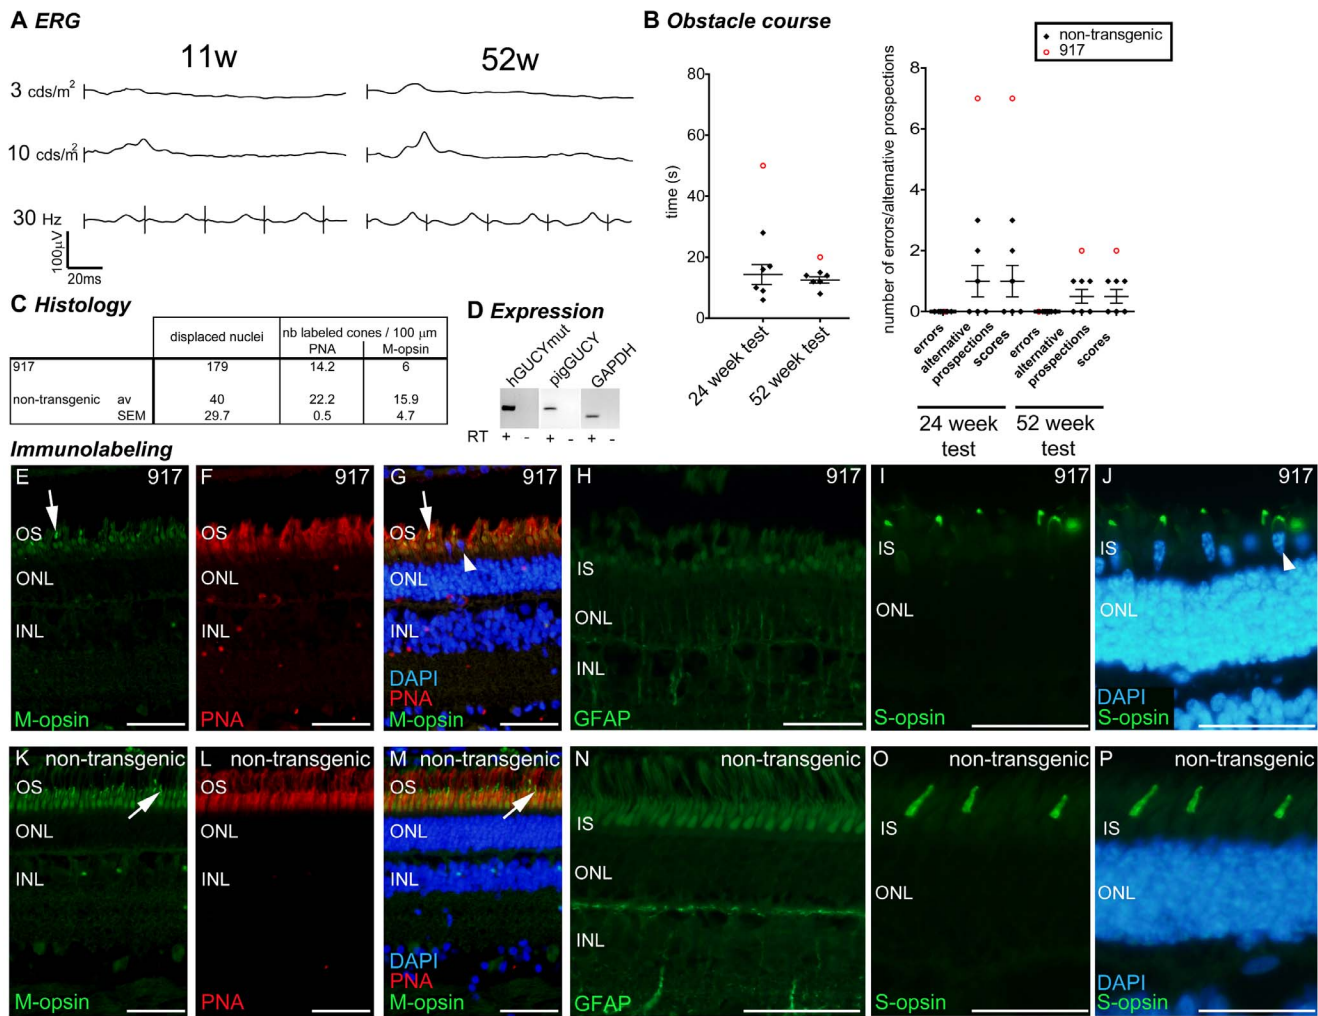 A ERG
11w
52w
3 cds/m2
10 cds/m2
30 Hz
100µV
20ms
B Obstacle course
non-transgenic
917
80
60
40
20
0
time (s)
24 week test
52 week test
8
6
4
2
0
number of errors/alternative prospections
errors
alternative
prospections
scores
errors
alternative
prospections
scores
24 week
test
52 week
test
C Histology
displaced nuclei
nb labeled cones / 100 µm
PNA M-opsin
917 179 14.2 6
non-transgenic av 40 22.2 15.9
SEM 29.7 0.5 4.7
D Expression
hGUCYmut
pigGUCY
GAPDH
RT + - + - + -
Immunolabeling
E 917
OS
ONL
INL
M-opsin
F 917
OS
ONL
INL
PNA
G 917
OS
ONL
INL
DAPI
PNA
M-opsin
H 917
IS
ONL
INL
GFAP
I 917
IS
ONL
S-opsin
J 917
IS
ONL
DAPI
S-opsin
K non-transgenic
OS
ONL
INL
M-opsin
L non-transgenic
OS
ONL
INL
PNA
M non-transgenic
OS
ONL
INL
DAPI
PNA
M-opsin
N non-transgenic
IS
ONL
INL
GFAP
O non-transgenic
IS
ONL
S-opsin
P non-transgenic
IS
ONL
DAPI
S-opsin